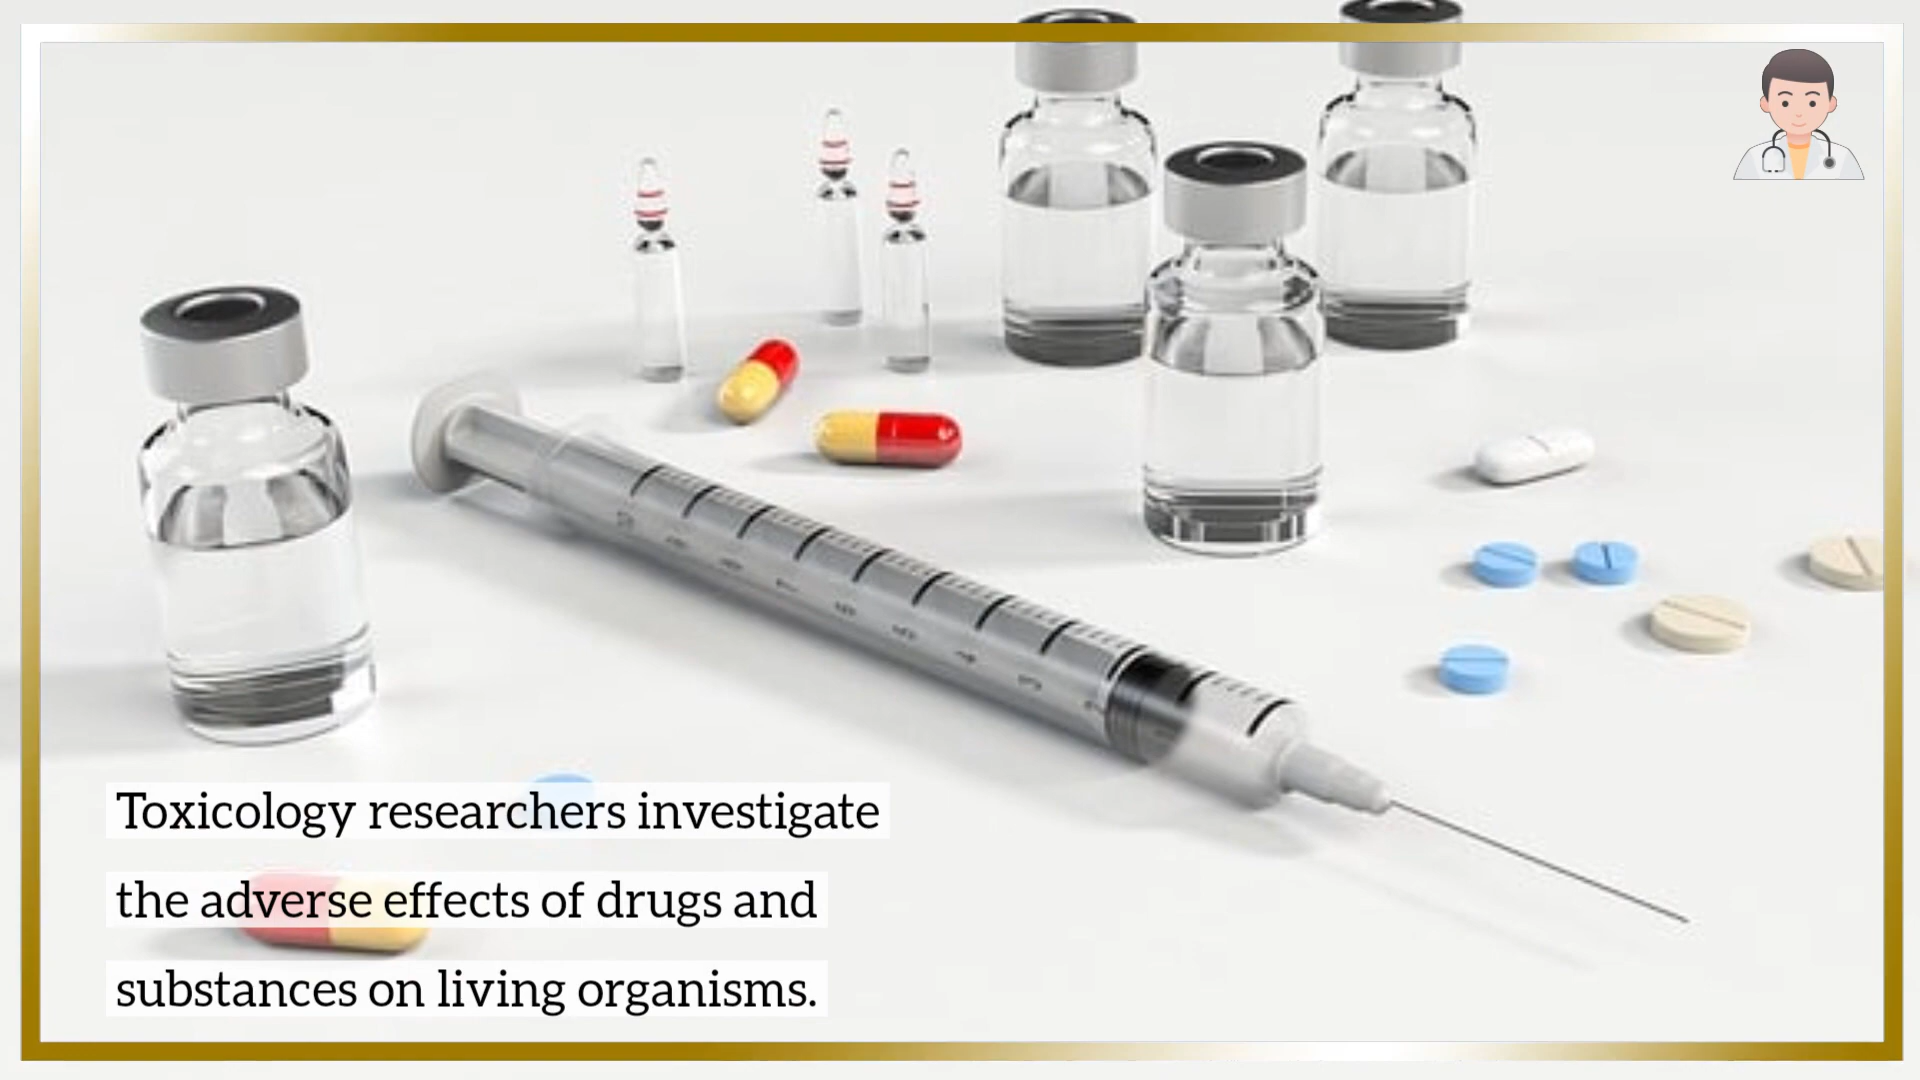 Toxicology researchers investigate
the adverse effects of drugs and
substances on living organisms.